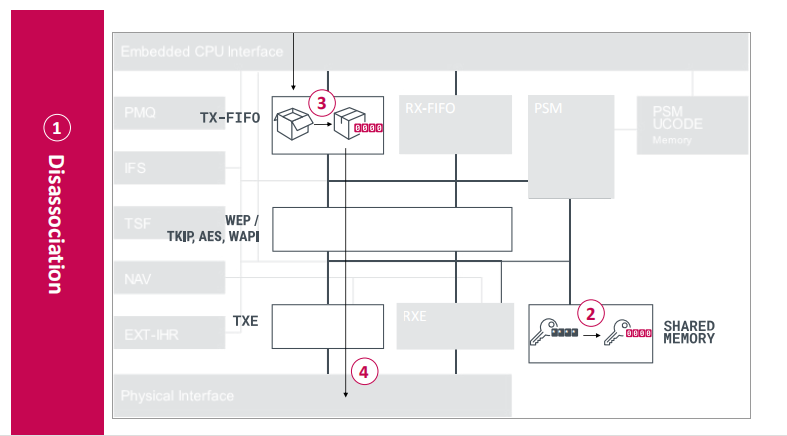 1
Disassociation
Embedded CPU Interface
PMQ
TX-FIFO
3
0000
RX-FIFO
PSM
PSM
UCODE
Memory
IFS
TSF
WEP /
TKIP, AES, WAPI
NAV
EXT-IHR
TXE
RXE
2
0000
SHARED
MEMORY
4
Physical Interface